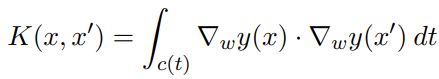 K(x, x′) = ∫_{c(t)} ∇_w y(x) · ∇_w y(x′) dt